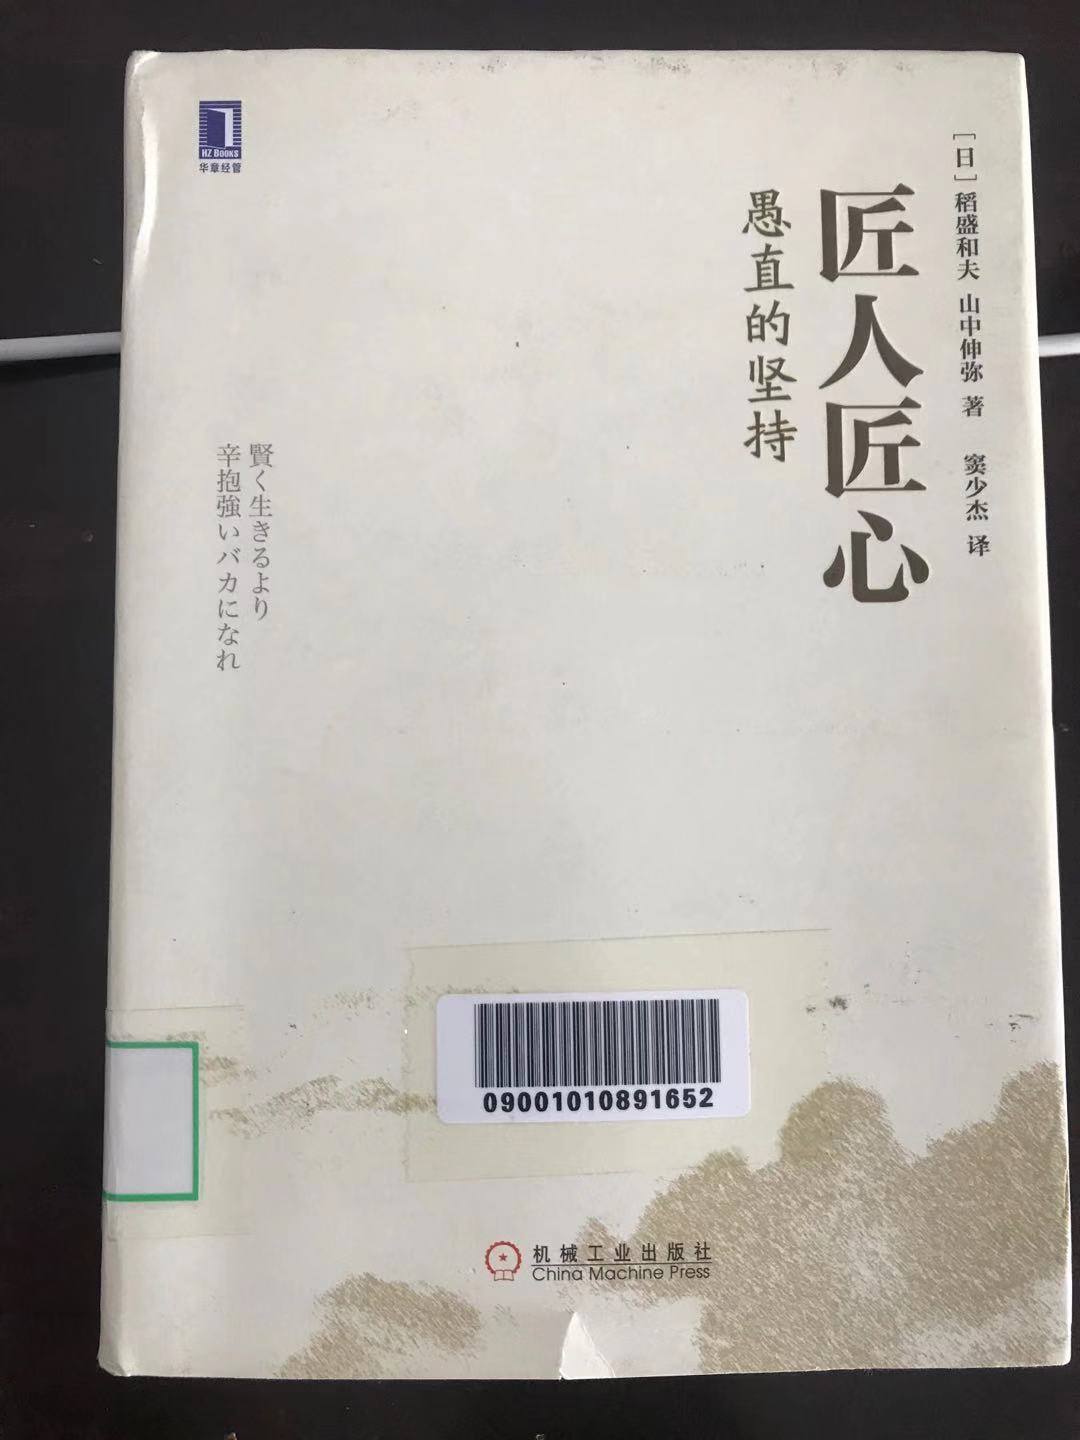 [日]稻盛和夫 山中伸弥 著 窦少杰 译
匠人匠心
愚直的坚持
賢く生きるより
辛抱強いバカになれ
HZ BOOKS
华章经管
09001010891652
机械工业出版社
China Machine Press